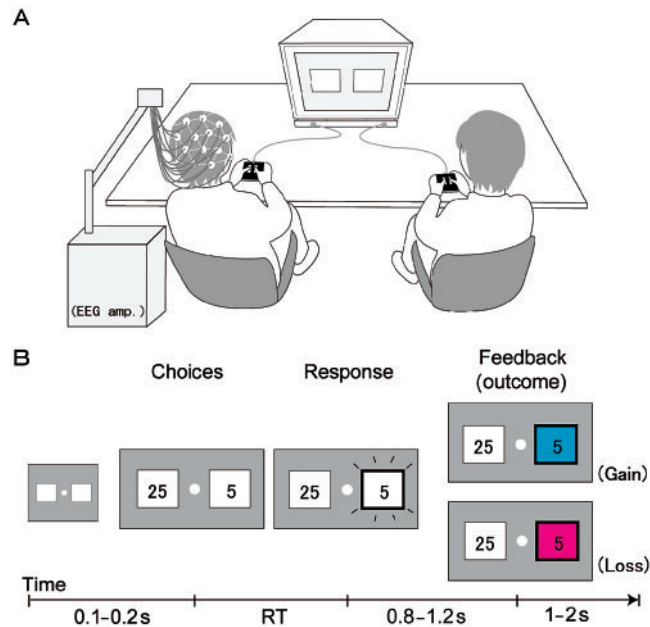 A
(EEG amp.)
B
Choices
Response
Feedback
(outcome)
25
5
25
5
25
5
(Gain)
25
5
(Loss)
Time
0.1-0.2s
RT
0.8-1.2s
1-2s